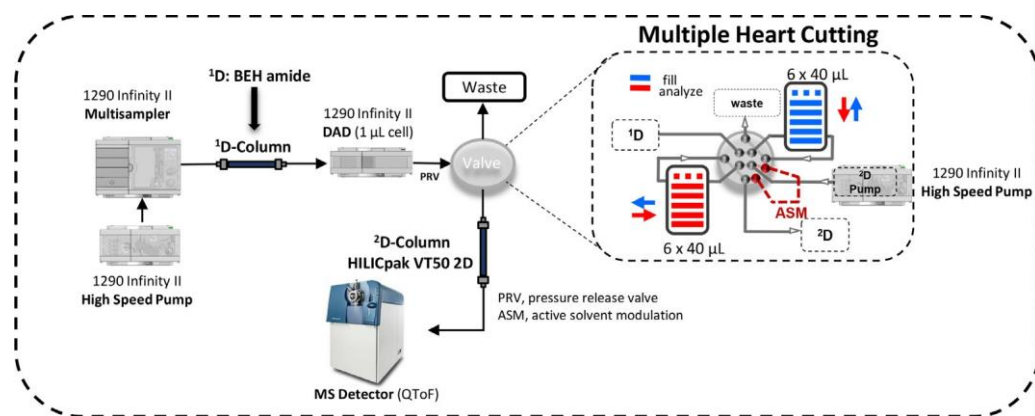 Multiple Heart Cutting
¹D: BEH amide
1290 Infinity II
Multisampler
¹D-Column
1290 Infinity II
DAD (1 µL cell)
PRV
Waste
Valve
1290 Infinity II
High Speed Pump
²D-Column
HILICpak VT50 2D
MS Detector (QToF)
PRV, pressure release valve
ASM, active solvent modulation
fill
analyze
6 x 40 µL
waste
¹D
²D
Pump
ASM
6 x 40 µL
²D
1290 Infinity II
High Speed Pump